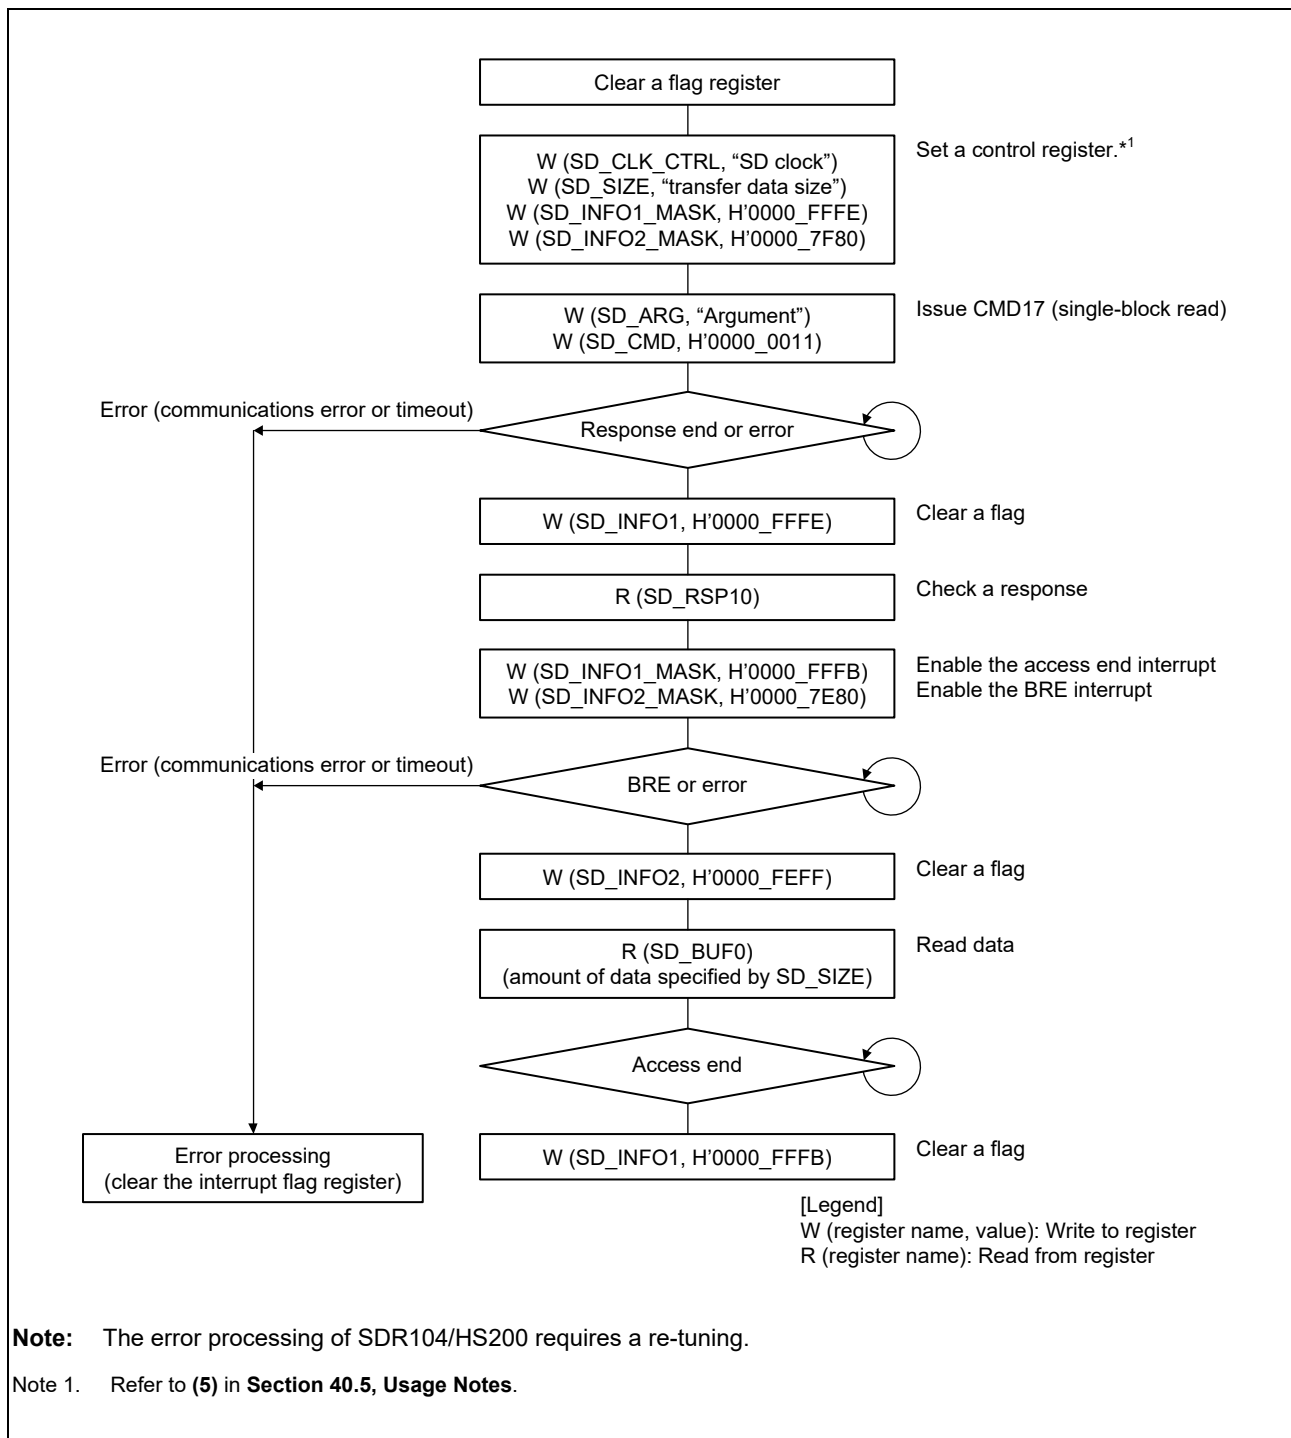 Clear a flag register
W (SD_CLK_CTRL, “SD clock”)
W (SD_SIZE, “transfer data size”)
W (SD_INFO1_MASK, H’0000_FFFE)
W (SD_INFO2_MASK, H’0000_7F80)
Set a control register.*1
W (SD_ARG, “Argument”)
W (SD_CMD, H’0000_0011)
Issue CMD17 (single-block read)
Error (communications error or timeout)
Response end or error
W (SD_INFO1, H’0000_FFFE)
Clear a flag
R (SD_RSP10)
Check a response
W (SD_INFO1_MASK, H’0000_FFFB)
W (SD_INFO2_MASK, H’0000_7E80)
Enable the access end interrupt
Enable the BRE interrupt
Error (communications error or timeout)
BRE or error
W (SD_INFO2, H’0000_FEFF)
Clear a flag
R (SD_BUF0)
(amount of data specified by SD_SIZE)
Read data
Access end
Error processing
(clear the interrupt flag register)
W (SD_INFO1, H’0000_FFFB)
Clear a flag
[Legend]
W (register name, value): Write to register
R (register name): Read from register
Note: The error processing of SDR104/HS200 requires a re-tuning.
Note 1. Refer to (5) in Section 40.5, Usage Notes.